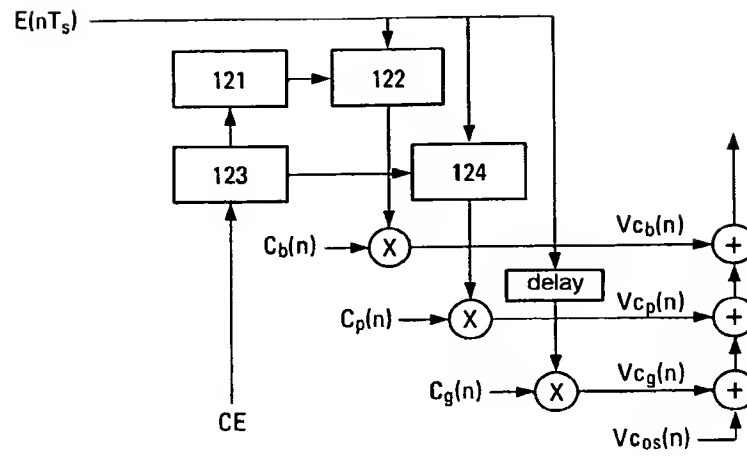 E(nTs)
121
122
123
124
Cb(n)
X
Vcb(n)
+
delay
Cp(n)
X
Vcp(n)
+
Cg(n)
X
Vcg(n)
+
CE
Vcos(n)